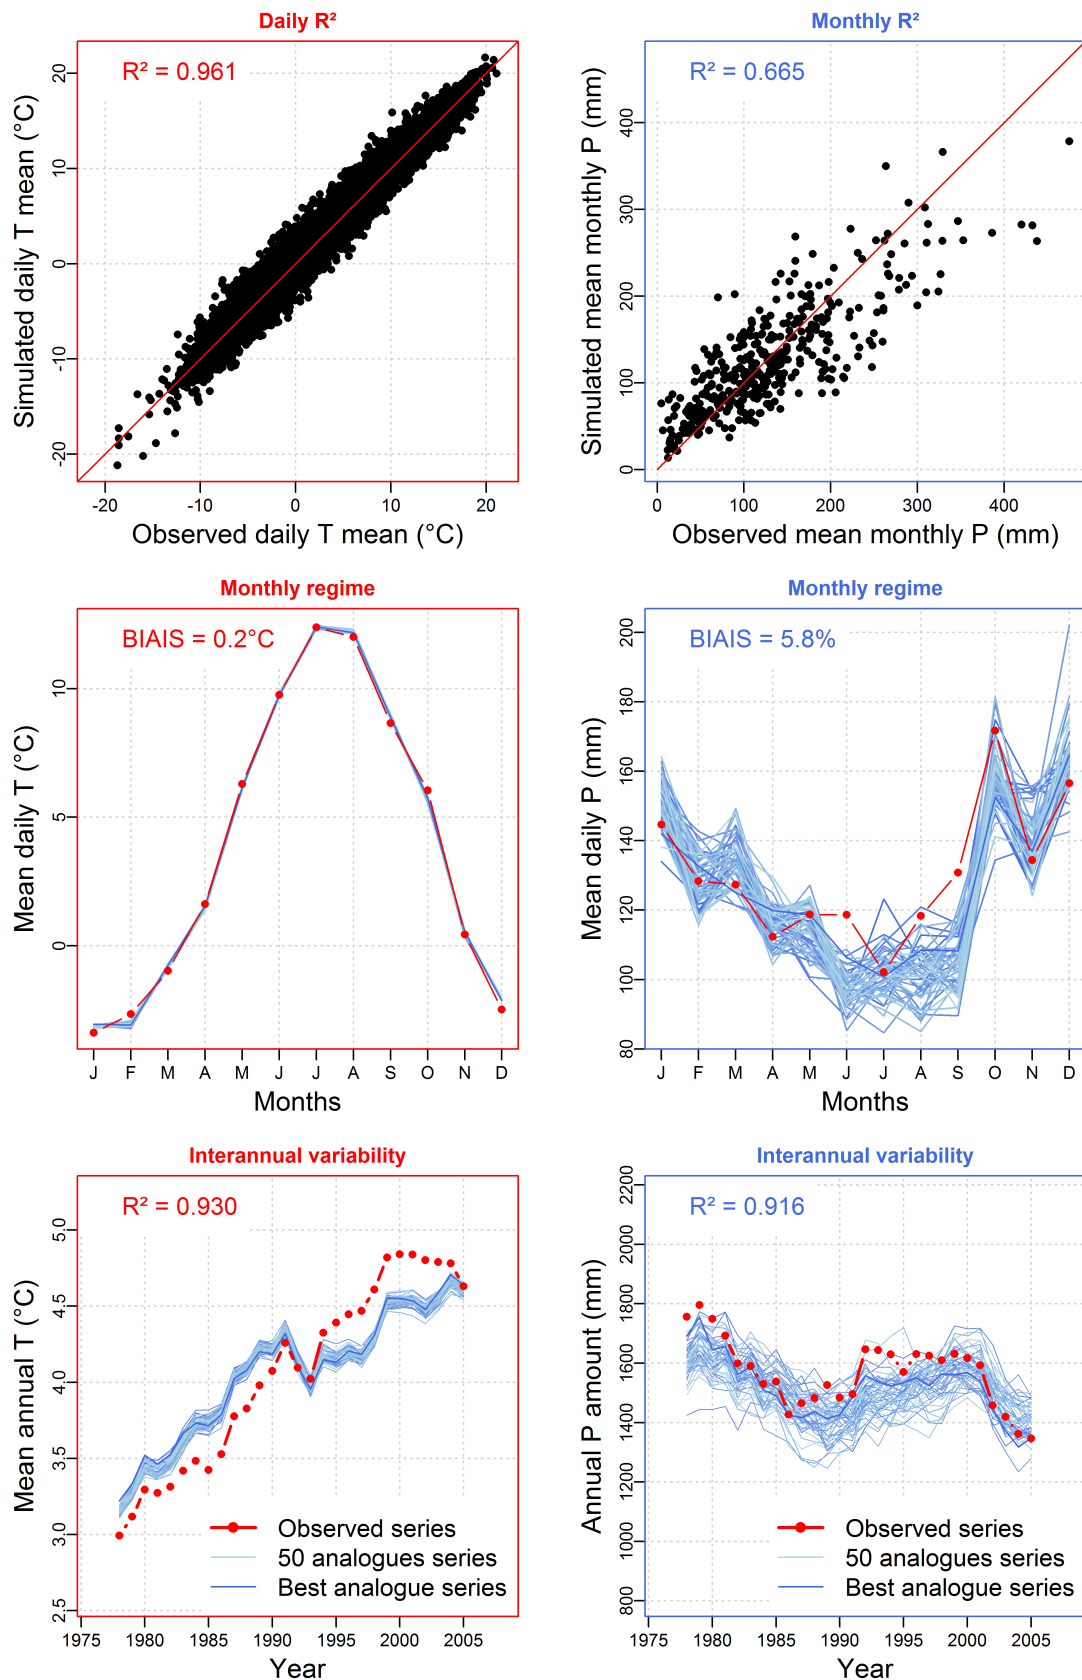 Daily R²
R² = 0.961
Simulated daily T mean (°C)
20
10
0
-10
-20
-20 -10 0 10 20
Observed daily T mean (°C)
Monthly R²
R² = 0.665
Simulated mean monthly P (mm)
400
300
200
100
0
0 100 200 300 400
Observed mean monthly P (mm)
Monthly regime
BIAIS = 0.2°C
Mean daily T (°C)
10
5
0
J F M A M J J A S O N D
Months
Monthly regime
BIAIS = 5.8%
Mean daily P (mm)
200
180
160
140
120
100
80
J F M A M J J A S O N D
Months
Interannual variability
R² = 0.930
Mean annual T (°C)
5.0
4.5
4.0
3.5
3.0
2.5
Observed series
50 analogues series
Best analogue series
1975 1980 1985 1990 1995 2000 2005
Year
Interannual variability
R² = 0.916
Annual P amount (mm)
2200
2000
1800
1600
1400
1200
1000
800
Observed series
50 analogues series
Best analogue series
1975 1980 1985 1990 1995 2000 2005
Year